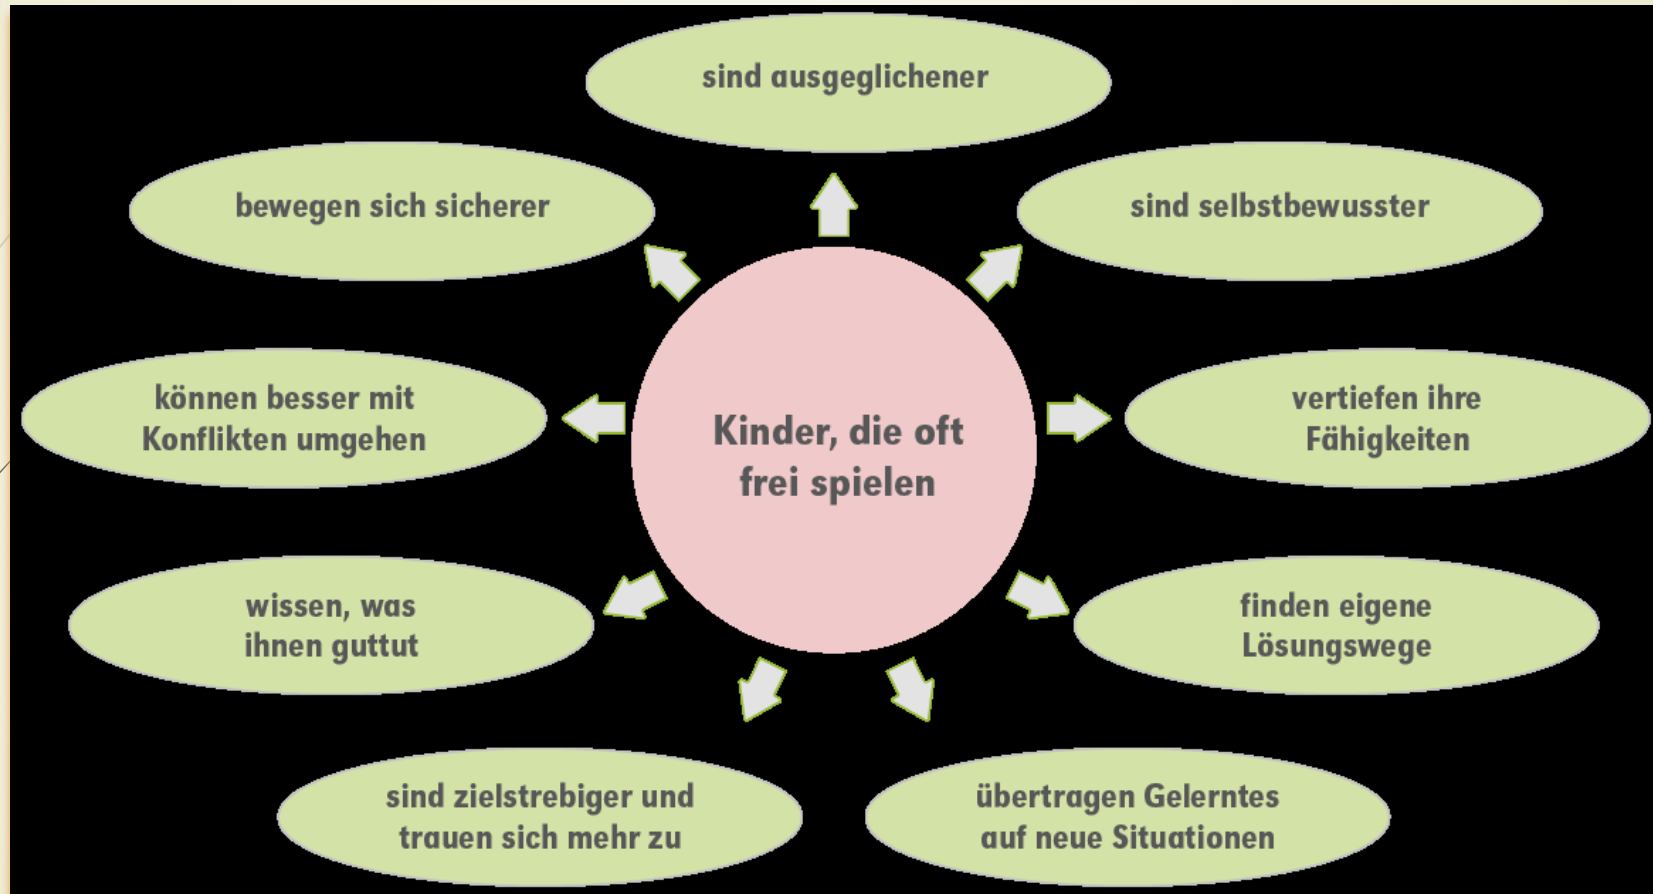 sind ausgeglichener
bewegen sich sicherer
sind selbstbewusster
können besser mit
Konflikten umgehen
Kinder, die oft
frei spielen
vertiefen ihre
Fähigkeiten
wissen, was
ihnen guttut
finden eigene
Lösungswege
sind zielstrebiger und
trauen sich mehr zu
übertragen Gelerntes
auf neue Situationen